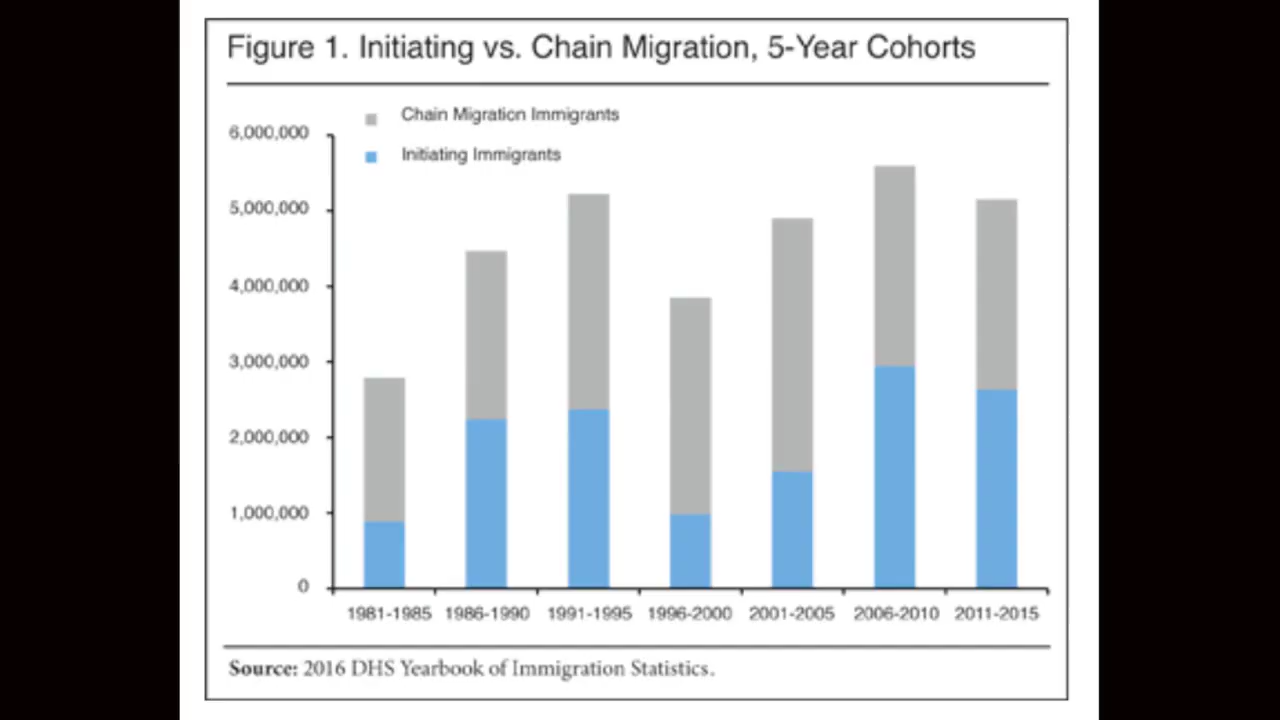 Figure 1. Initiating vs. Chain Migration, 5-Year Cohorts
Chain Migration Immigrants
Initiating Immigrants
6,000,000
5,000,000
4,000,000
3,000,000
2,000,000
1,000,000
0
1981-1985 1986-1990 1991-1995 1996-2000 2001-2005 2006-2010 2011-2015
Source: 2016 DHS Yearbook of Immigration Statistics.